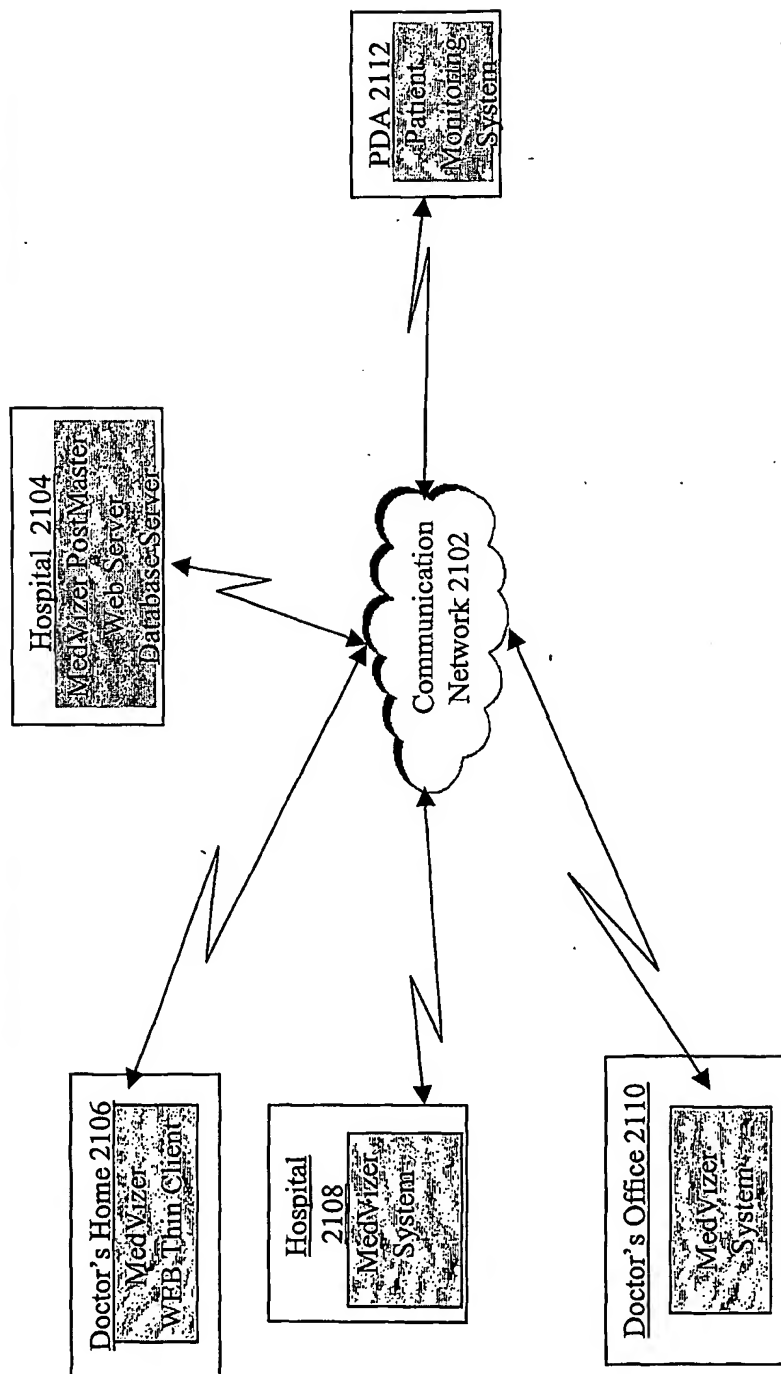 Doctor's Home 2106
MedVizer
WEB Thin Client
Hospital
2108
MedVizer
System
Doctor's Office 2110
MedVizer
System
Hospital 2104
MedVizer PostMaster
Web Server
Database Server
Communication
Network 2102
PDA 2112
Patient
Monitoring
System